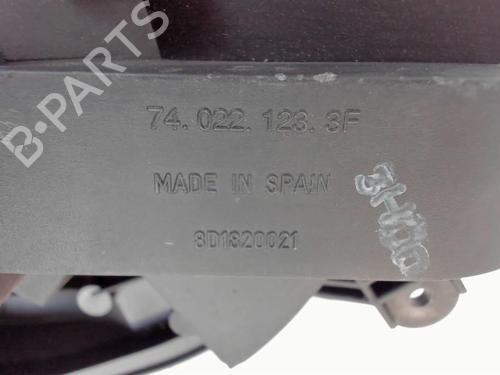 B-PARTS
74.022.123.3F
MADE IN SPAIN
8D1820021